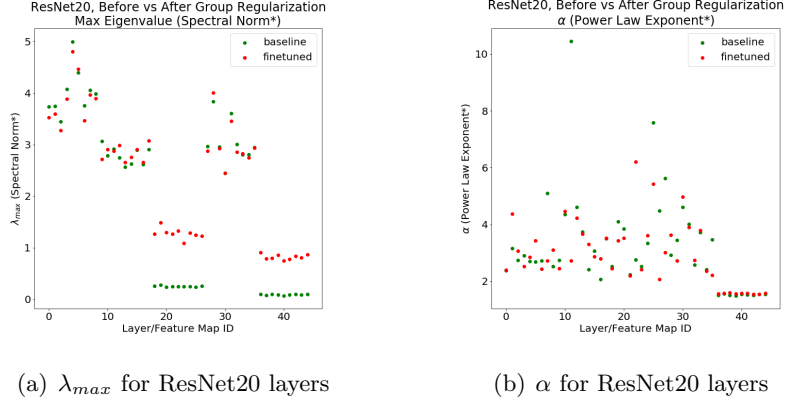 ResNet20, Before vs After Group Regularization
Max Eigenvalue (Spectral Norm*)
baseline
finetuned
λmax (Spectral Norm*)
5
4
3
2
1
0
0 10 20 30 40
Layer/Feature Map ID
(a) λmax for ResNet20 layers
ResNet20, Before vs After Group Regularization
α (Power Law Exponent*)
baseline
finetuned
α (Power Law Exponent*)
10
8
6
4
2
0 10 20 30 40
Layer/Feature Map ID
(b) α for ResNet20 layers